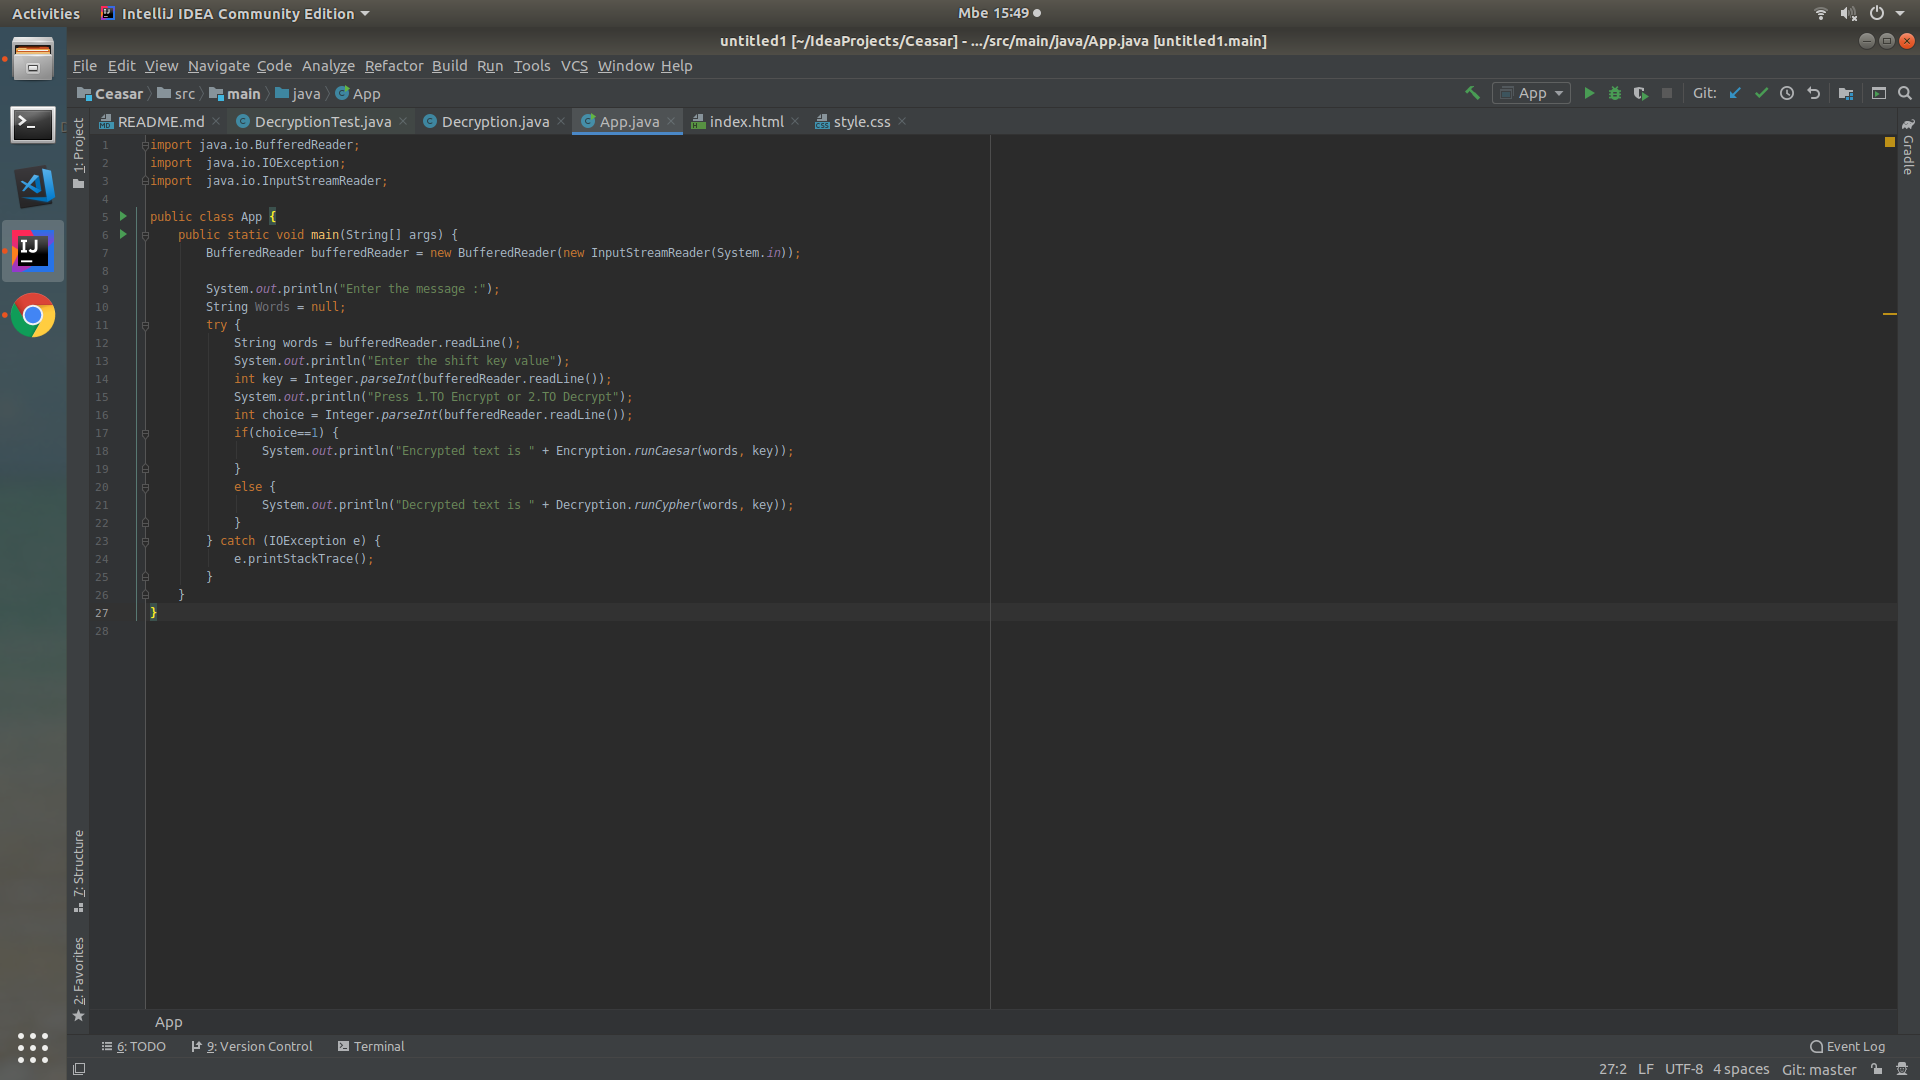 Activities IntelliJ IDEA Community Edition Mbe 15:49
untitled1 [~/IdeaProjects/Ceasar] - .../src/main/java/App.java [untitled1.main]
File Edit View Navigate Code Analyze Refactor Build Run Tools VCS Window Help
Ceasar src main java App App Git:
README.md DecryptionTest.java Decryption.java App.java index.html style.css
1: Project
Gradle
1 import java.io.BufferedReader;
2 import  java.io.IOException;
3 import  java.io.InputStreamReader;
4
5 public class App {
6     public static void main(String[] args) {
7         BufferedReader bufferedReader = new BufferedReader(new InputStreamReader(System.in));
8
9         System.out.println("Enter the message :");
10         String Words = null;
11         try {
12             String words = bufferedReader.readLine();
13             System.out.println("Enter the shift key value");
14             int key = Integer.parseInt(bufferedReader.readLine());
15             System.out.println("Press 1.TO Encrypt or 2.TO Decrypt");
16             int choice = Integer.parseInt(bufferedReader.readLine());
17             if(choice==1) {
18                 System.out.println("Encrypted text is " + Encryption.runCaesar(words, key));
19             }
20             else {
21                 System.out.println("Decrypted text is " + Decryption.runCypher(words, key));
22             }
23         } catch (IOException e) {
24             e.printStackTrace();
25         }
26     }
27 }
28
7: Structure
2: Favorites
App
6: TODO 9: Version Control Terminal Event Log
27:2 LF UTF-8 4 spaces Git: master